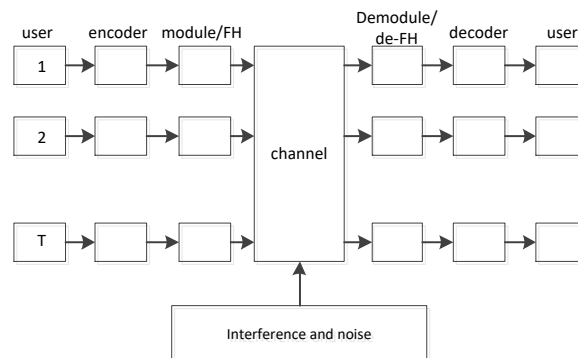 Demodule/
user encoder module/FH de-FH decoder user
1
2
channel
T
Interference and noise